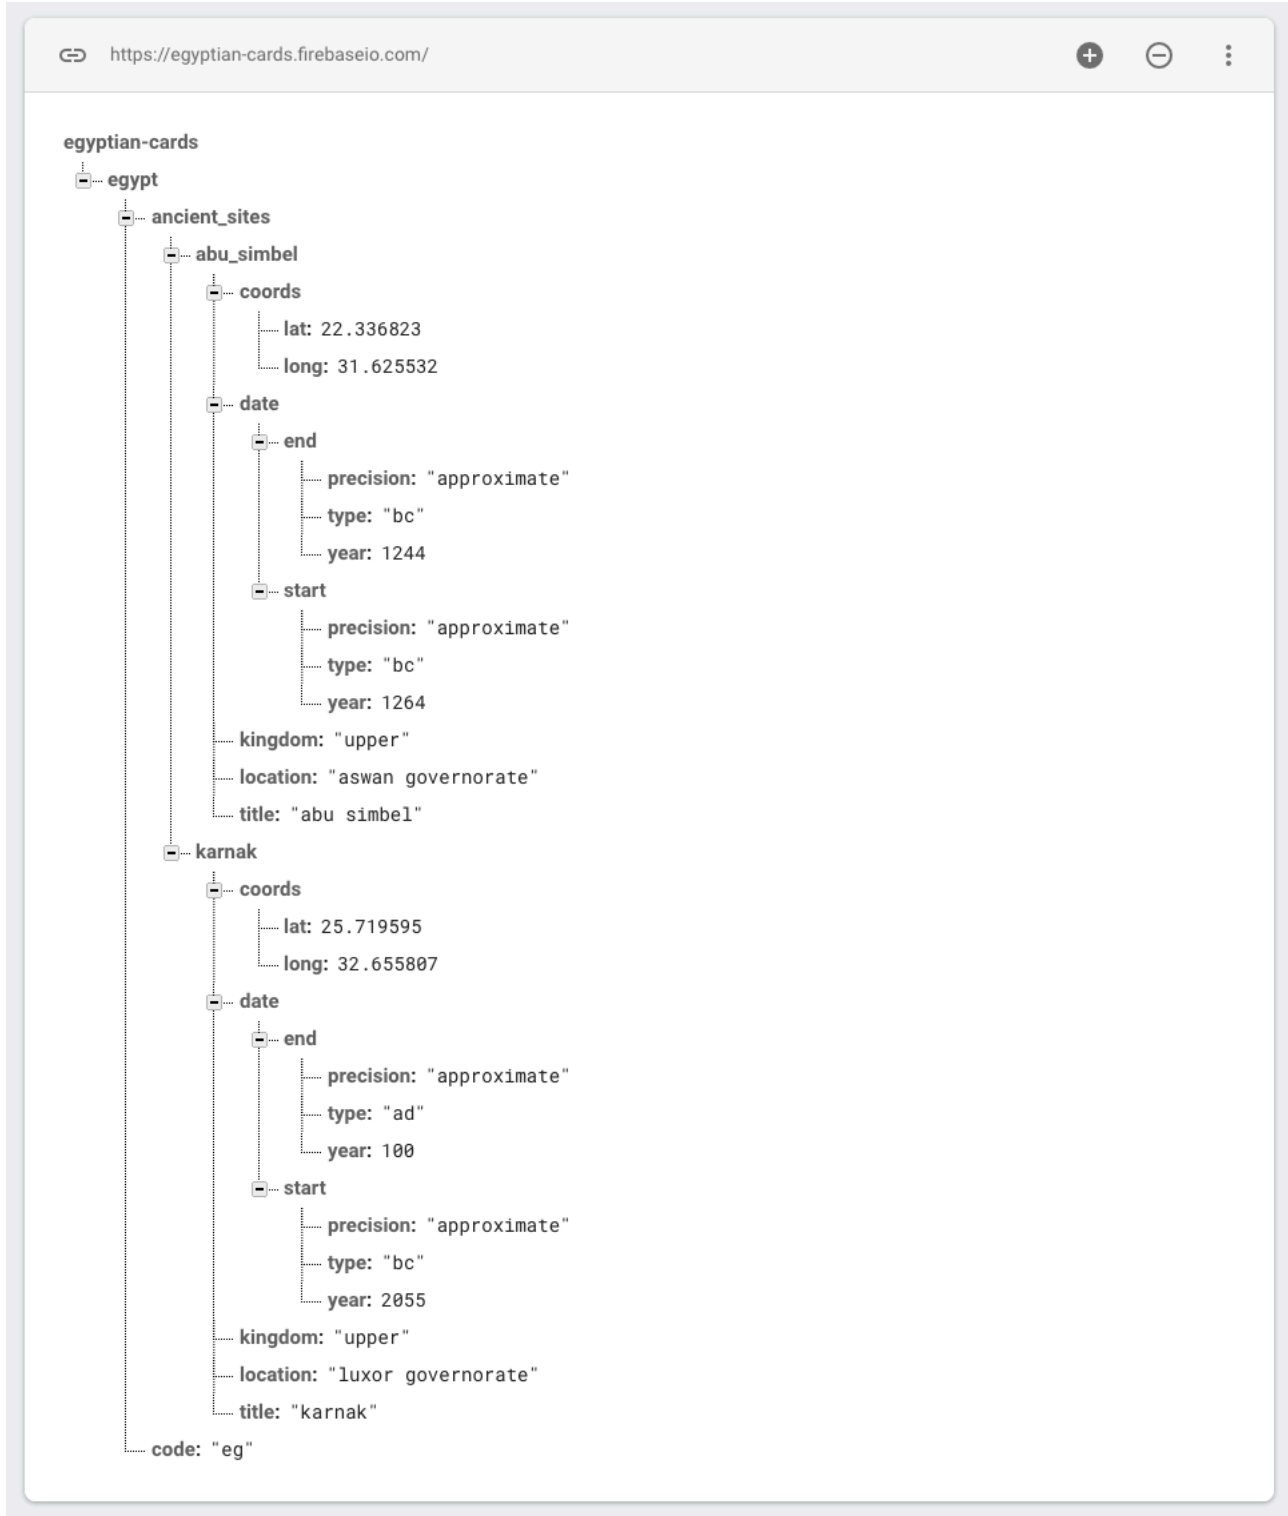 https://egyptian-cards.firebaseio.com/
egyptian-cards
egypt
ancient_sites
abu_simbel
coords
lat: 22.336823
long: 31.625532
date
end
precision: "approximate"
type: "bc"
year: 1244
start
precision: "approximate"
type: "bc"
year: 1264
kingdom: "upper"
location: "aswan governorate"
title: "abu simbel"
karnak
coords
lat: 25.719595
long: 32.655807
date
end
precision: "approximate"
type: "ad"
year: 100
start
precision: "approximate"
type: "bc"
year: 2055
kingdom: "upper"
location: "luxor governorate"
title: "karnak"
code: "eg"